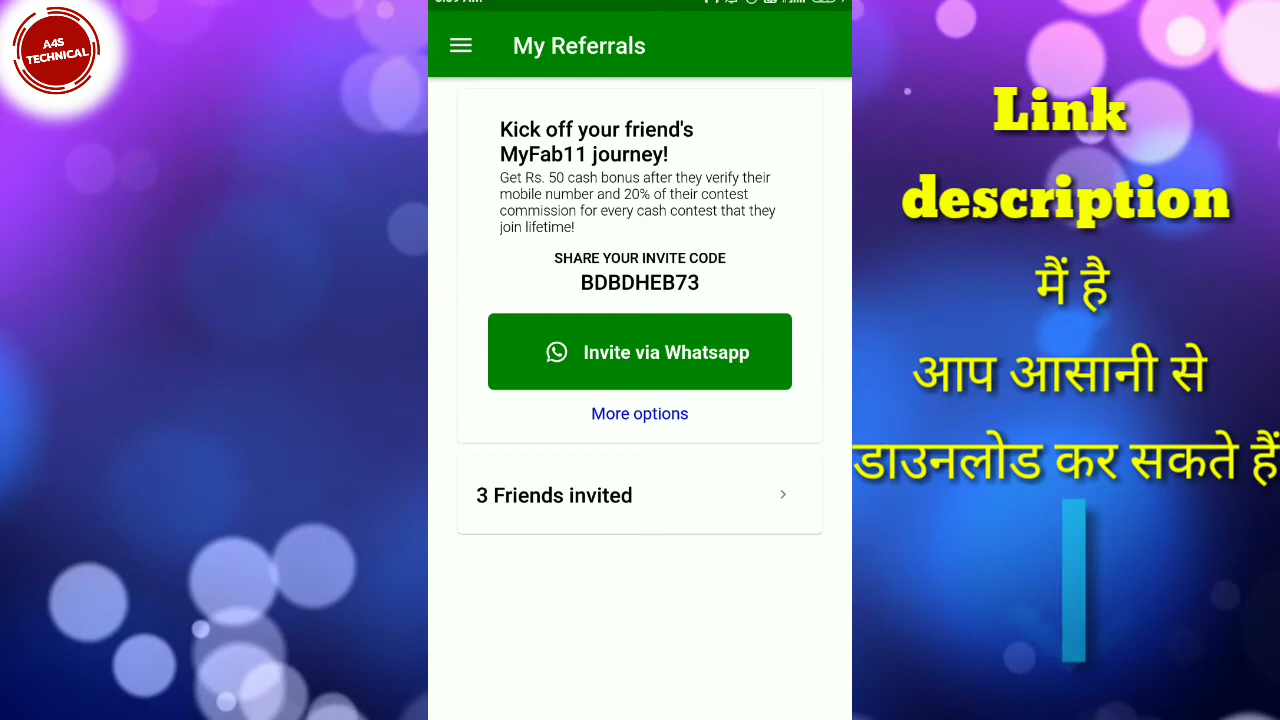 A4S
TECHNICAL
My Referrals
Kick off your friend's
MyFab11 journey!
Get Rs. 50 cash bonus after they verify their
mobile number and 20% of their contest
commission for every cash contest that they
join lifetime!
SHARE YOUR INVITE CODE
BDBDHEB73
Invite via Whatsapp
More options
3 Friends invited
Link
description
मैं है
आप आसानी से
डाउनलोड कर सकते हैं